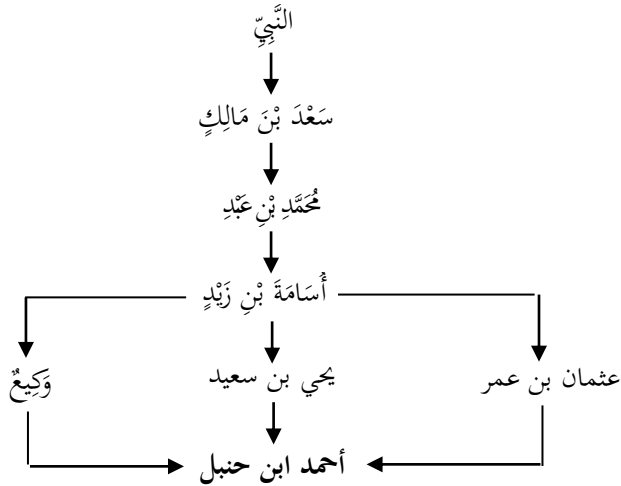 النَّبِيِّ
سَعْدَ بْنَ مَالِكٍ
مُحَمَّدِ بْنِ عَبْدِ
أُسَامَةَ بْنِ زَيْدٍ
عثمان بن عمر يحي بن سعيد وَكِيعٌ
أحمد ابن حنبل